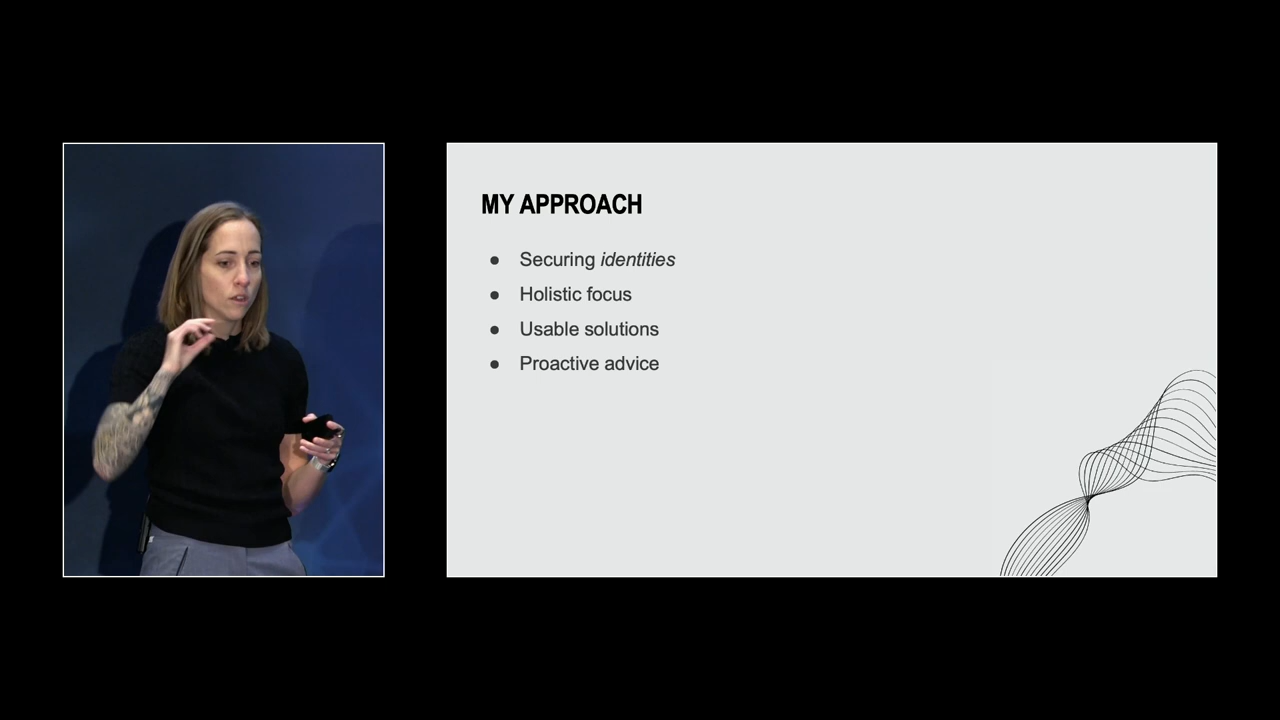 MY APPROACH
● Securing identities
● Holistic focus
● Usable solutions
● Proactive advice